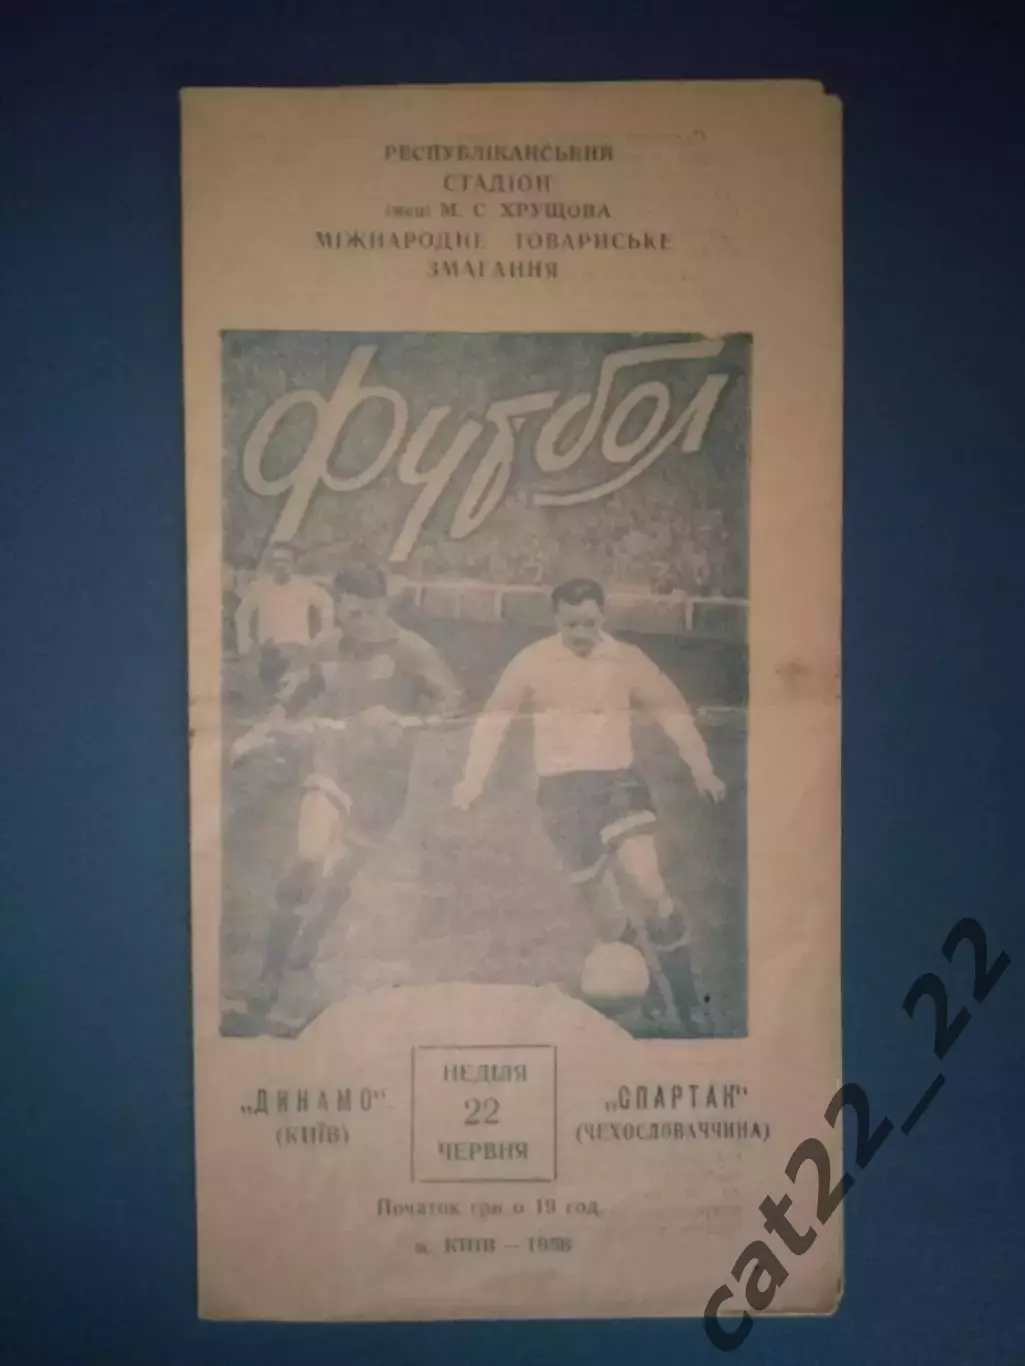 РЕСПУБЛІКАНСЬКИЙ
СТАДІОН
імені М. С. ХРУЩОВА
МІЖНАРОДНЕ ТОВАРИСЬКЕ
ЗМАГАННЯ
Футбол
„ДИНАМО"
(КИЇВ)
НЕДІЛЯ
22
ЧЕРВНЯ
„СПАРТАК"
(ЧЕХОСЛОВАЧЧИНА)
Початок гри о 19 год.
м. КИЇВ — 1958
cat22_22